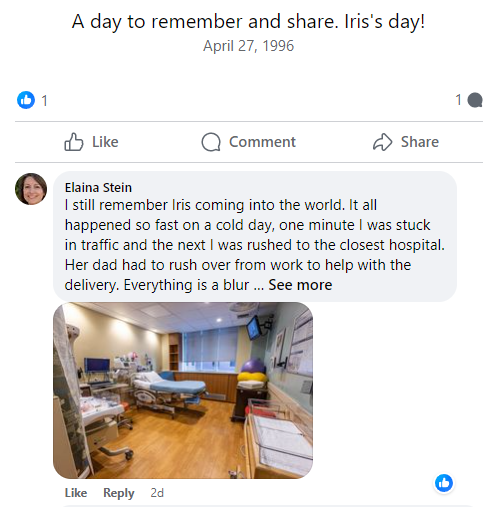 A day to remember and share. Iris's day!
April 27, 1996
1
1
Like
Comment
Share
Elaina Stein
I still remember Iris coming into the world. It all
happened so fast on a cold day, one minute I was stuck
in traffic and the next I was rushed to the closest hospital.
Her dad had to rush over from work to help with the
delivery. Everything is a blur ... See more
Like Reply 2d